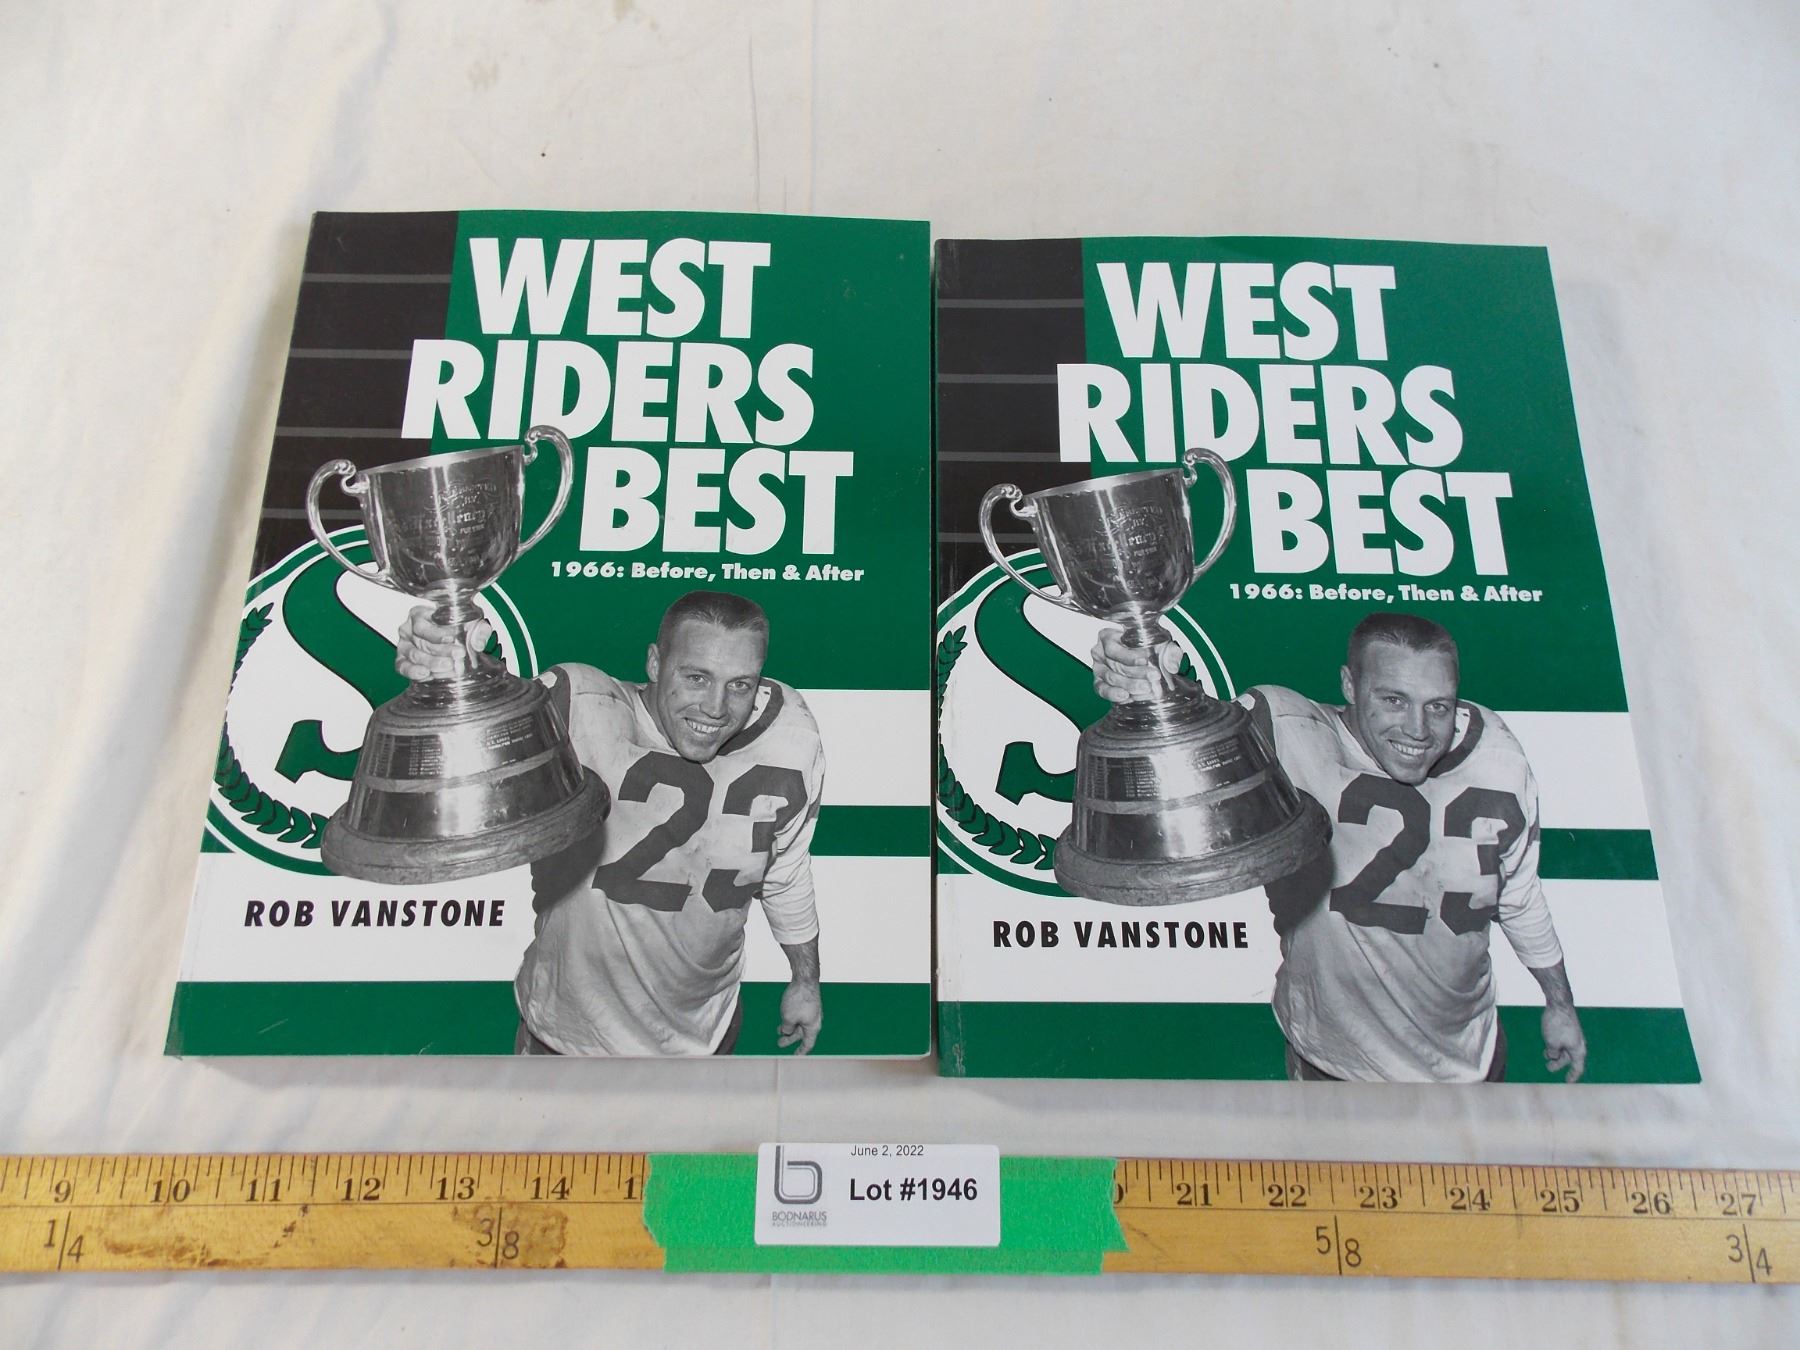 WEST
RIDERS
BEST
1966: Before, Then & After
23
ROB VANSTONE
WEST
RIDERS
BEST
1966: Before, Then & After
23
ROB VANSTONE
June 2, 2022
Lot #1946
BODNARUS
AUCTIONEERING
9 10 11 12 13 14 1 21 22 23 24 25 26 27
1/4 3/8 5/8 3/4